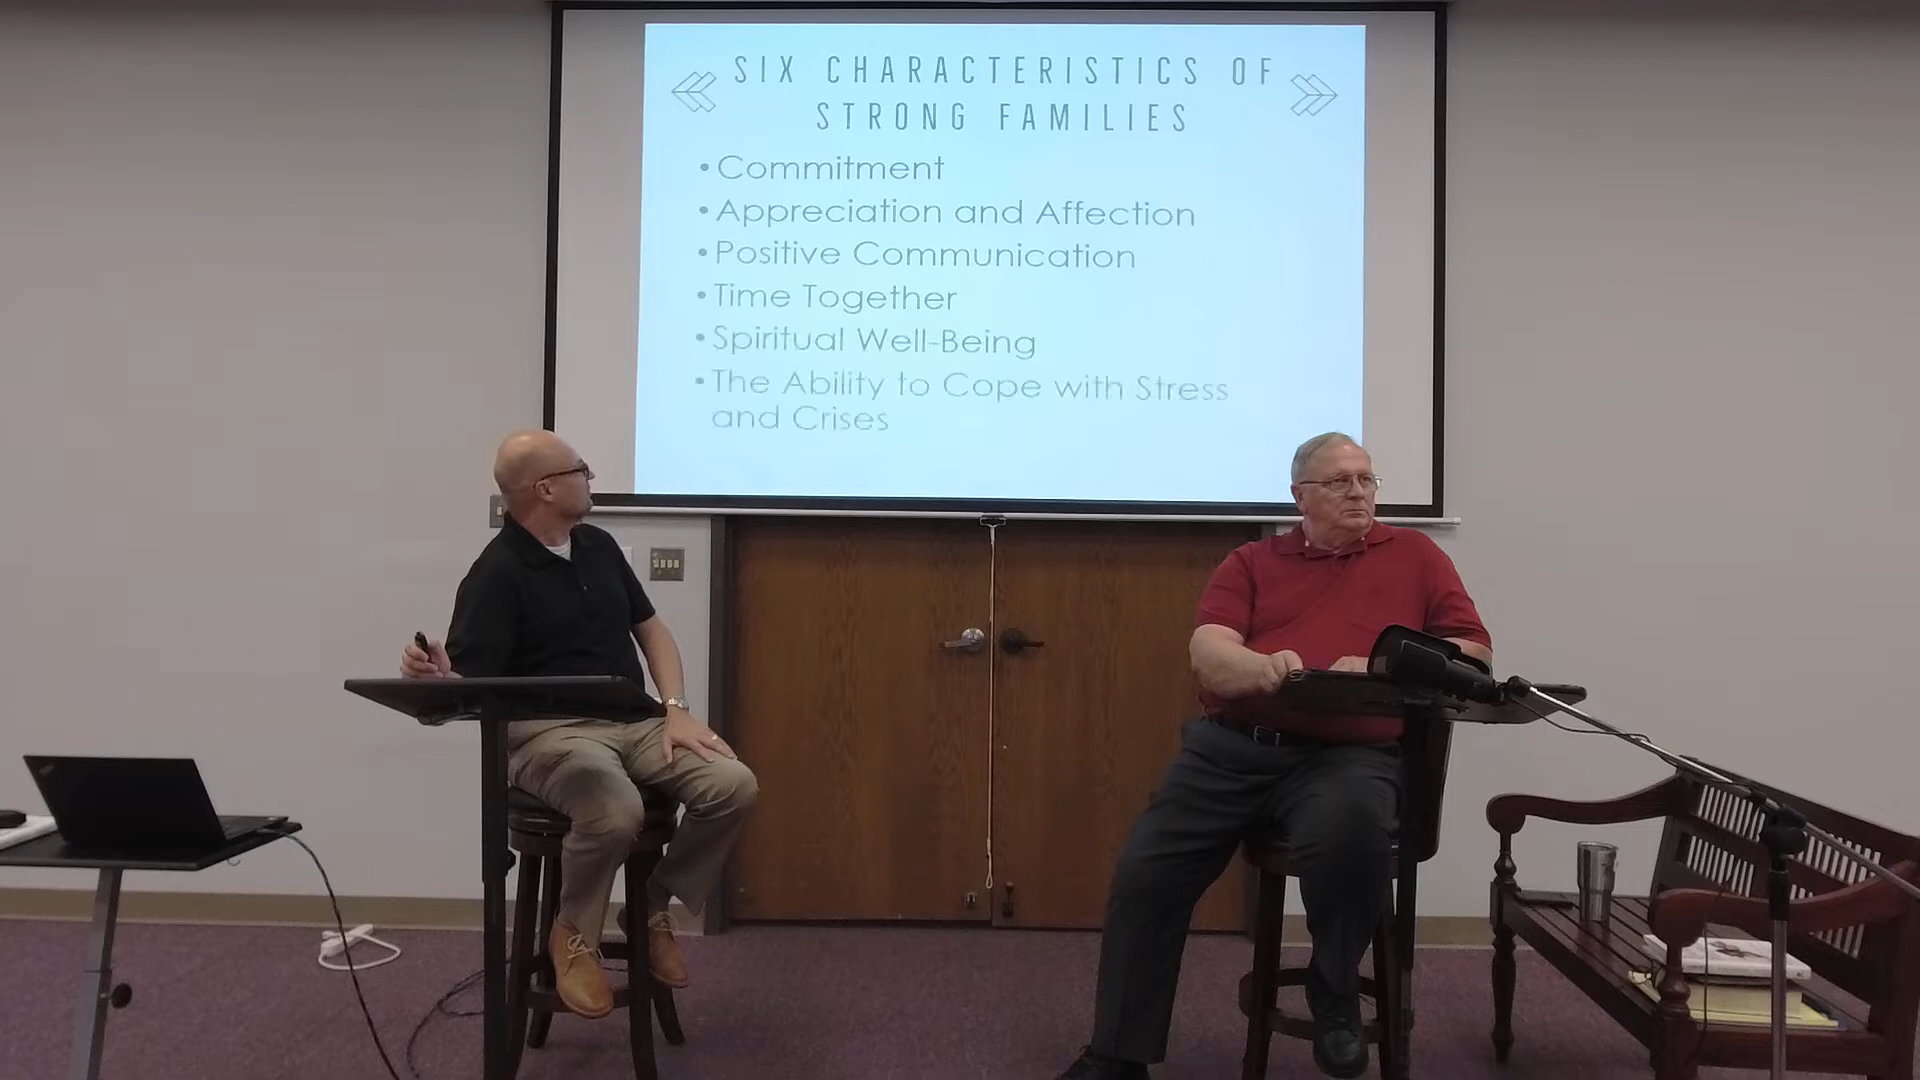 SIX CHARACTERISTICS OF
STRONG FAMILIES
•Commitment
•Appreciation and Affection
•Positive Communication
•Time Together
•Spiritual Well-Being
•The Ability to Cope with Stress
and Crises